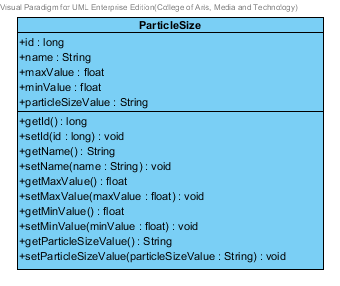 Visual Paradigm for UML Enterprise Edition(College of Arts, Media and Technology)
ParticleSize
+id : long
+name : String
+maxValue : float
+minValue : float
+particleSizeValue : String
+getId() : long
+setId(id : long) : void
+getName() : String
+setName(name : String) : void
+getMaxValue() : float
+setMaxValue(maxValue : float) : void
+getMinValue() : float
+setMinValue(minValue : float) : void
+getParticleSizeValue() : String
+setParticleSizeValue(particleSizeValue : String) : void